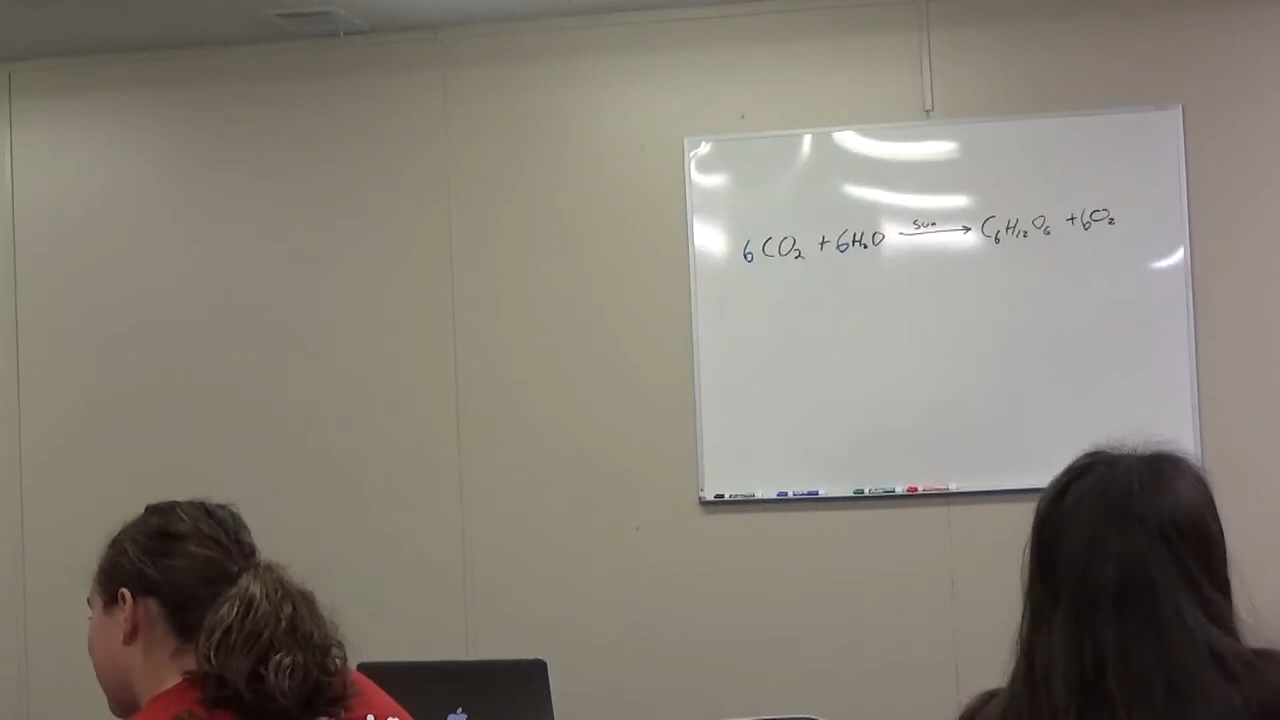 6CO₂ + 6H₂O —Sun→ C₆H₁₂O₆ + 6O₂